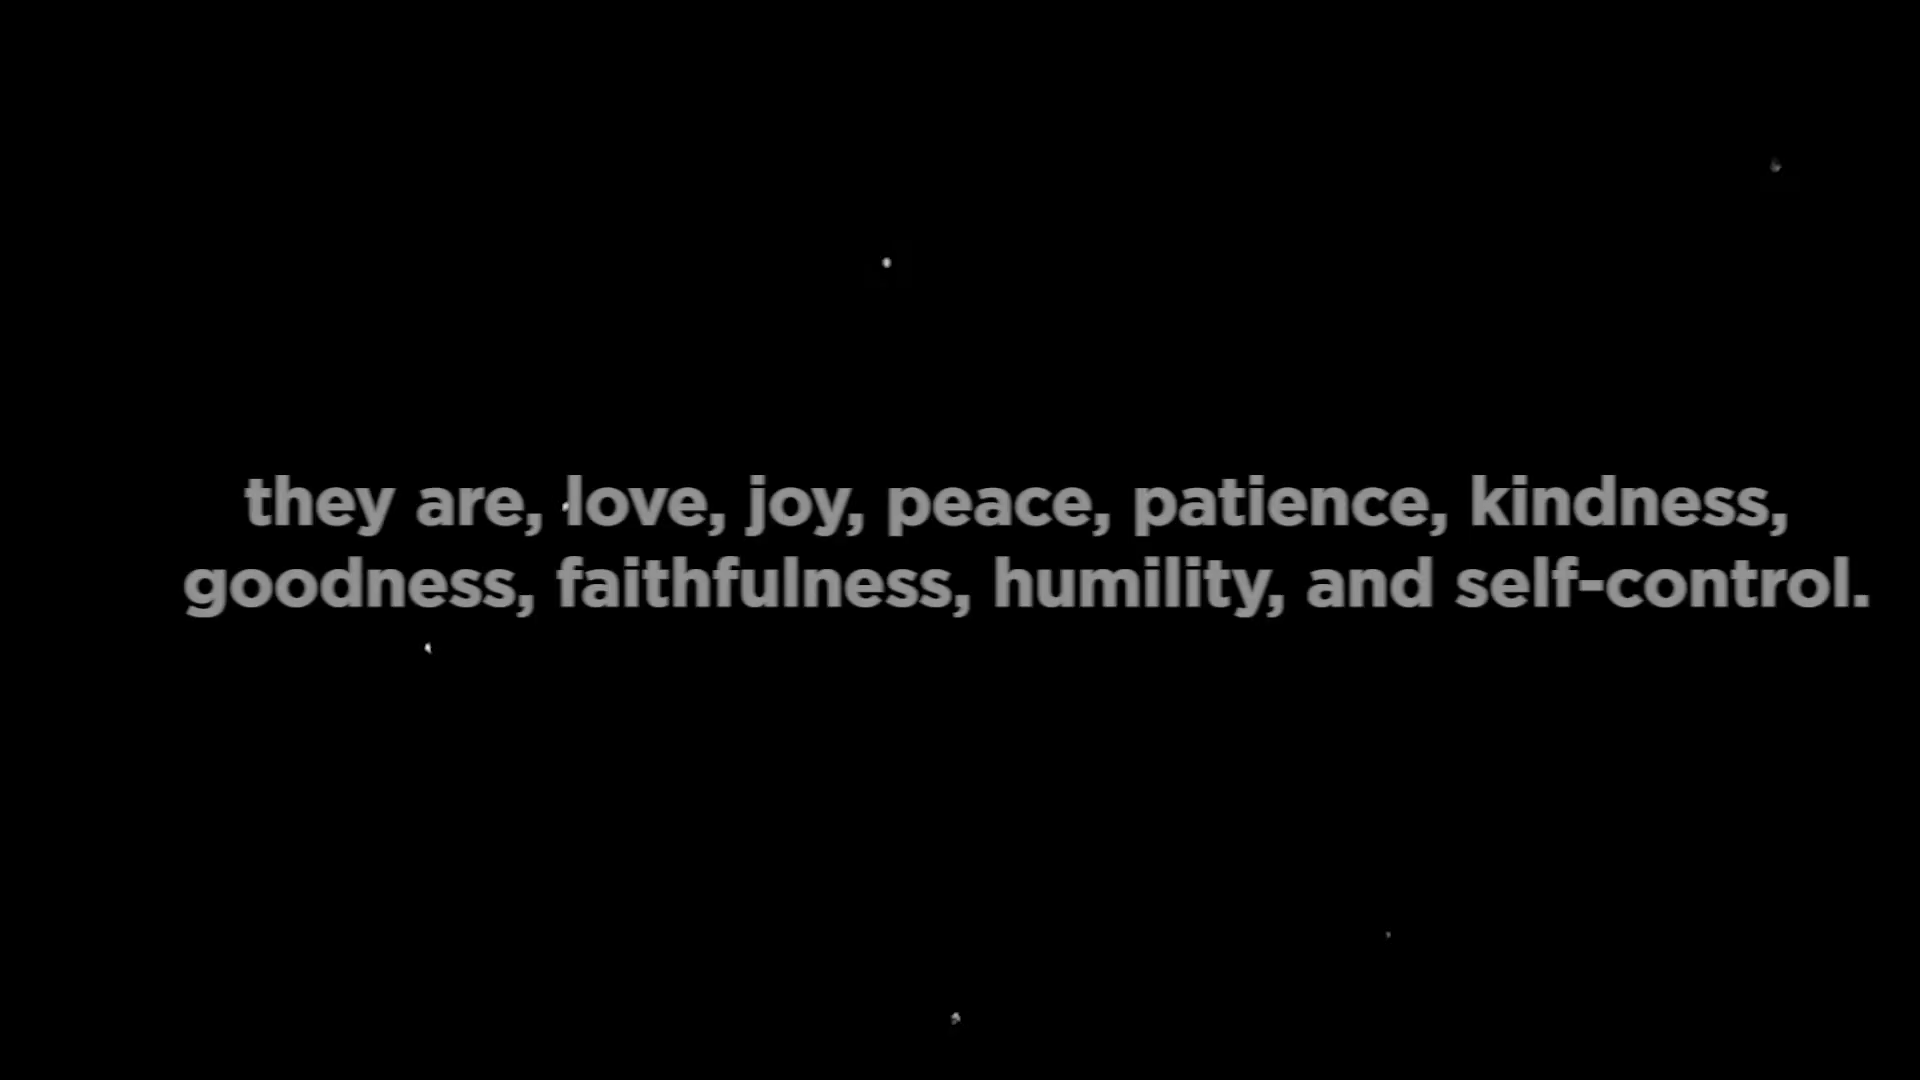 they are, love, joy, peace, patience, kindness,
goodness, faithfulness, humility, and self-control.